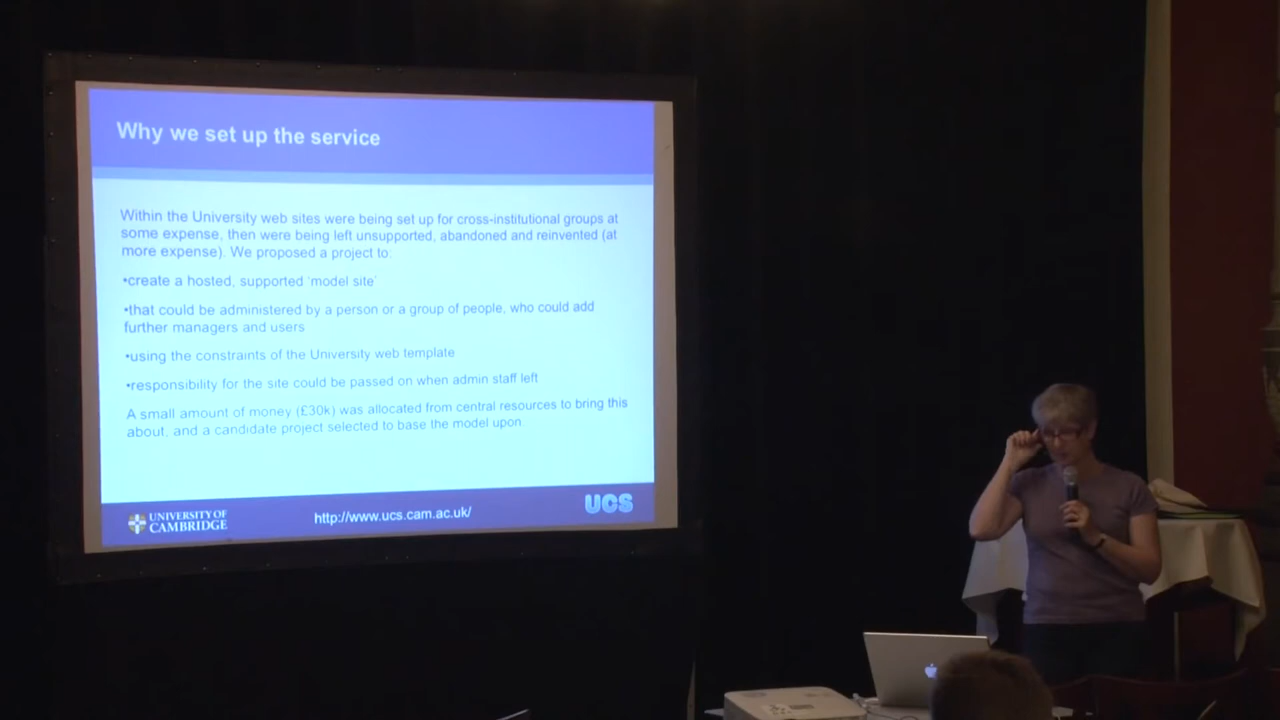 Why we set up the service
Within the University web sites were being set up for cross-institutional groups at
some expense, then were being left unsupported, abandoned and reinvented (at
more expense). We proposed a project to:
•create a hosted, supported 'model site'
•that could be administered by a person or a group of people, who could add
further managers and users
•using the constraints of the University web template
•responsibility for the site could be passed on when admin staff left
A small amount of money (£30k) was allocated from central resources to bring this
about, and a candidate project selected to base the model upon
UNIVERSITY OF
CAMBRIDGE
http://www.ucs.cam.ac.uk/
UCS